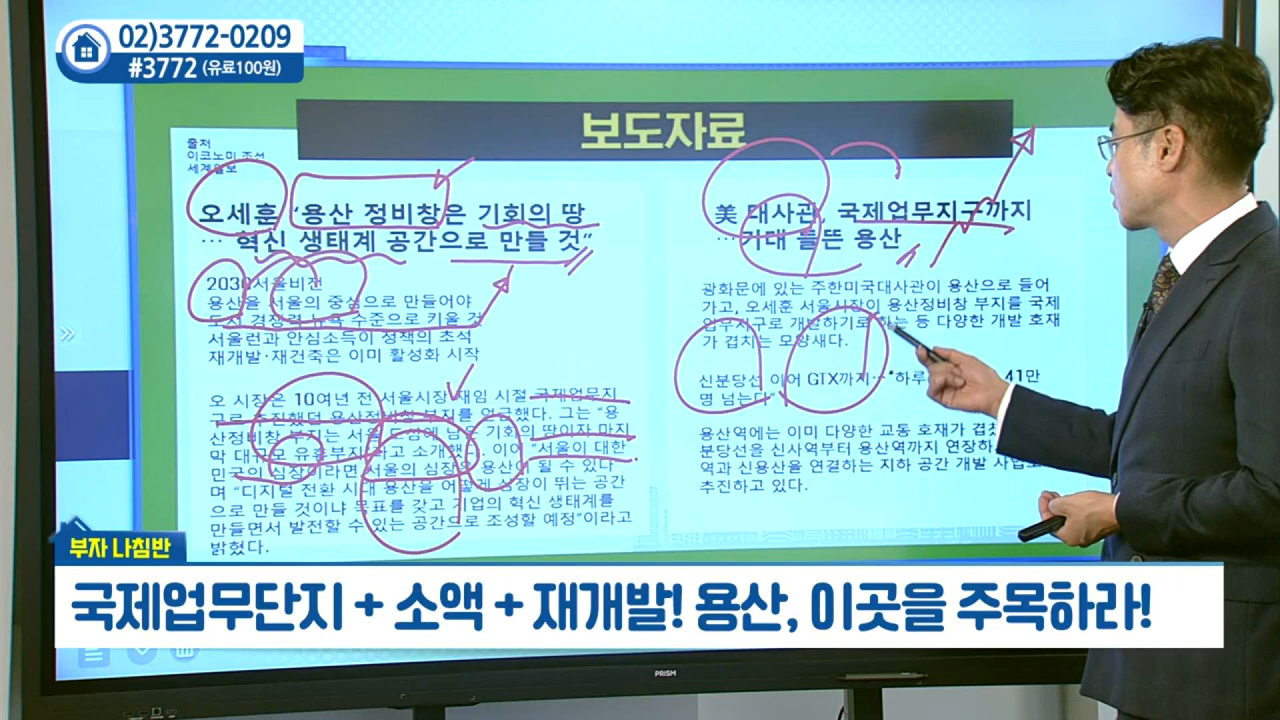 02)3772-0209
#3772 (유료100원)
보도자료
출처
이코노미 조선
세계일보
오세훈 "용산 정비창은 기회의 땅
… 혁신 생태계 공간으로 만들 것"
2030서울비전
용산을 서울의 중심으로 만들어야
도시 경쟁력 뉴욕 수준으로 키울 것
서울런과 안심소득이 정책의 초석
재개발·재건축은 이미 활성화 시작
오 시장은 10여년 전 서울시장 재임 시절 국제업무지
구로 추진했던 용산정비창 부지를 언급했다. 그는 "용
산정비창 부지는 서울 도심에 남은 기회의 땅이자 마지
막 대규모 유휴부지"라고 소개했다. 이어 "서울이 대한
민국의 심장이라면 서울의 심장은 용산이 될 수 있다
며 "디지털 전환 시대 용산을 어떻게 심장이 뛰는 공간
으로 만들 것이냐 목표를 갖고 기업의 혁신 생태계를
만들면서 발전할 수 있는 공간으로 조성할 예정"이라고
밝혔다.
美 대사관, 국제업무지구까지
…기대 들뜬 용산
광화문에 있는 주한미국대사관이 용산으로 들어
가고, 오세훈 서울시장이 용산정비창 부지를 국제
업무지구로 개발하기로 하는 등 다양한 개발 호재
가 겹치는 모양새다.
신분당선 이어 GTX까지…"하루 41만
명 넘는다"
용산역에는 이미 다양한 교통 호재가
분당선을 신사역부터 용산역까지 연장하
역과 신용산을 연결하는 지하 공간 개발
추진하고 있다.
부자 나침반
국제업무단지 + 소액 + 재개발! 용산, 이곳을 주목하라!
PRISM